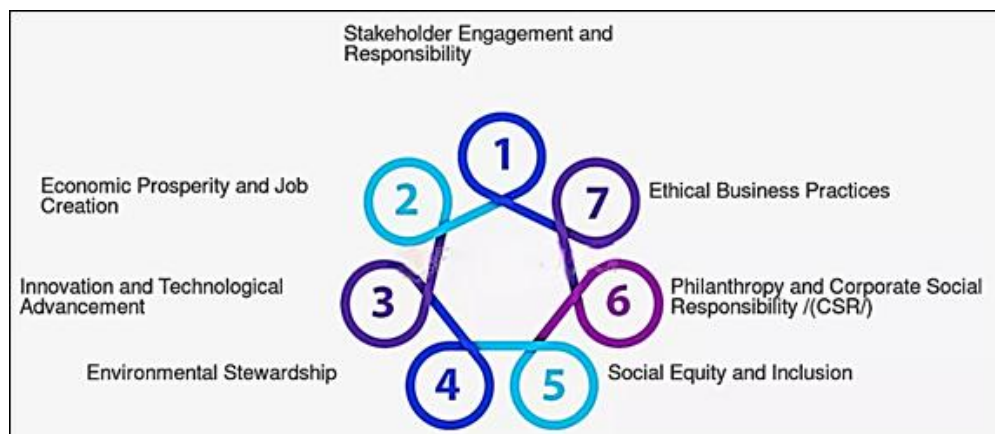 Stakeholder Engagement and
Responsibility
1
Economic Prosperity and Job
Creation
2
7
Ethical Business Practices
Innovation and Technological
Advancement
3
6
Philanthropy and Corporate Social
Responsibility /(CSR/)
Environmental Stewardship
4
5
Social Equity and Inclusion